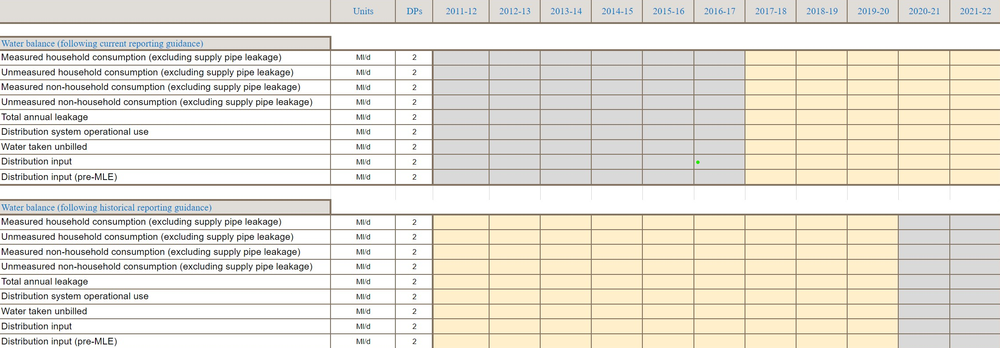 Units DPs 2011-12 2012-13 2013-14 2014-15 2015-16 2016-17 2017-18 2018-19 2019-20 2020-21 2021-22
Water balance (following current reporting guidance)
Measured household consumption (excluding supply pipe leakage) Ml/d 2
Unmeasured household consumption (excluding supply pipe leakage) Ml/d 2
Measured non-household consumption (excluding supply pipe leakage) Ml/d 2
Unmeasured non-household consumption (excluding supply pipe leakage) Ml/d 2
Total annual leakage Ml/d 2
Distribution system operational use Ml/d 2
Water taken unbilled Ml/d 2
Distribution input Ml/d 2
Distribution input (pre-MLE) Ml/d 2
Water balance (following historical reporting guidance)
Measured household consumption (excluding supply pipe leakage) Ml/d 2
Unmeasured household consumption (excluding supply pipe leakage) Ml/d 2
Measured non-household consumption (excluding supply pipe leakage) Ml/d 2
Unmeasured non-household consumption (excluding supply pipe leakage) Ml/d 2
Total annual leakage Ml/d 2
Distribution system operational use Ml/d 2
Water taken unbilled Ml/d 2
Distribution input Ml/d 2
Distribution input (pre-MLE) Ml/d 2